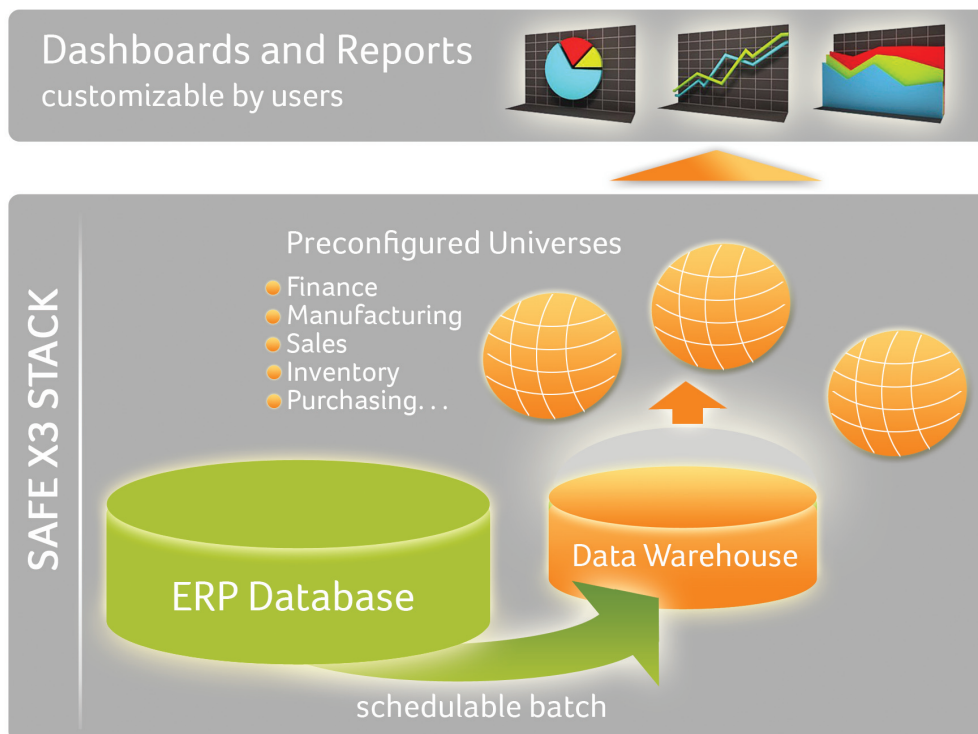 Dashboards and Reports
customizable by users
SAFE X3 STACK
Preconfigured Universes
Finance
Manufacturing
Sales
Inventory
Purchasing...
ERP Database
Data Warehouse
schedulable batch